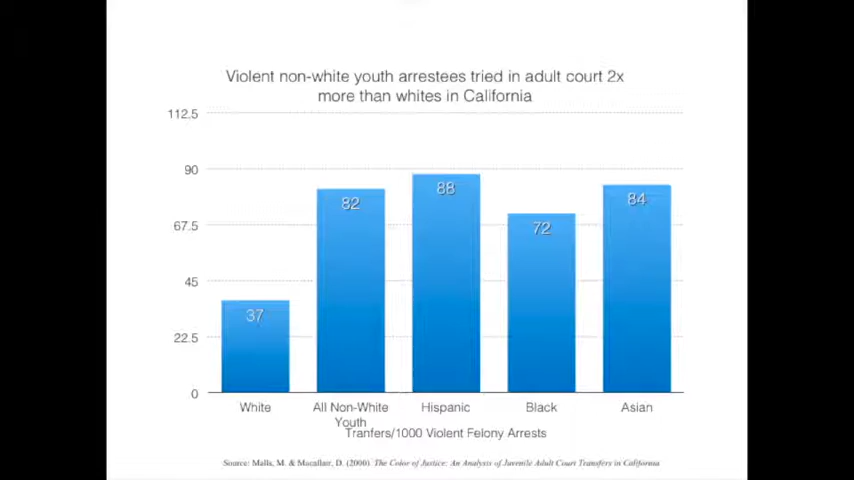 Violent non-white youth arrestees tried in adult court 2x
more than whites in California
112.5
90
67.5
45
22.5
0
37
82
88
72
84
White
All Non-White
Youth
Hispanic
Black
Asian
Tranfers/1000 Violent Felony Arrests
Source: Males, M. & Macallair, D. (2000) The Color of Justice: An Analysis of Juvenile Adult Court Transfers in California